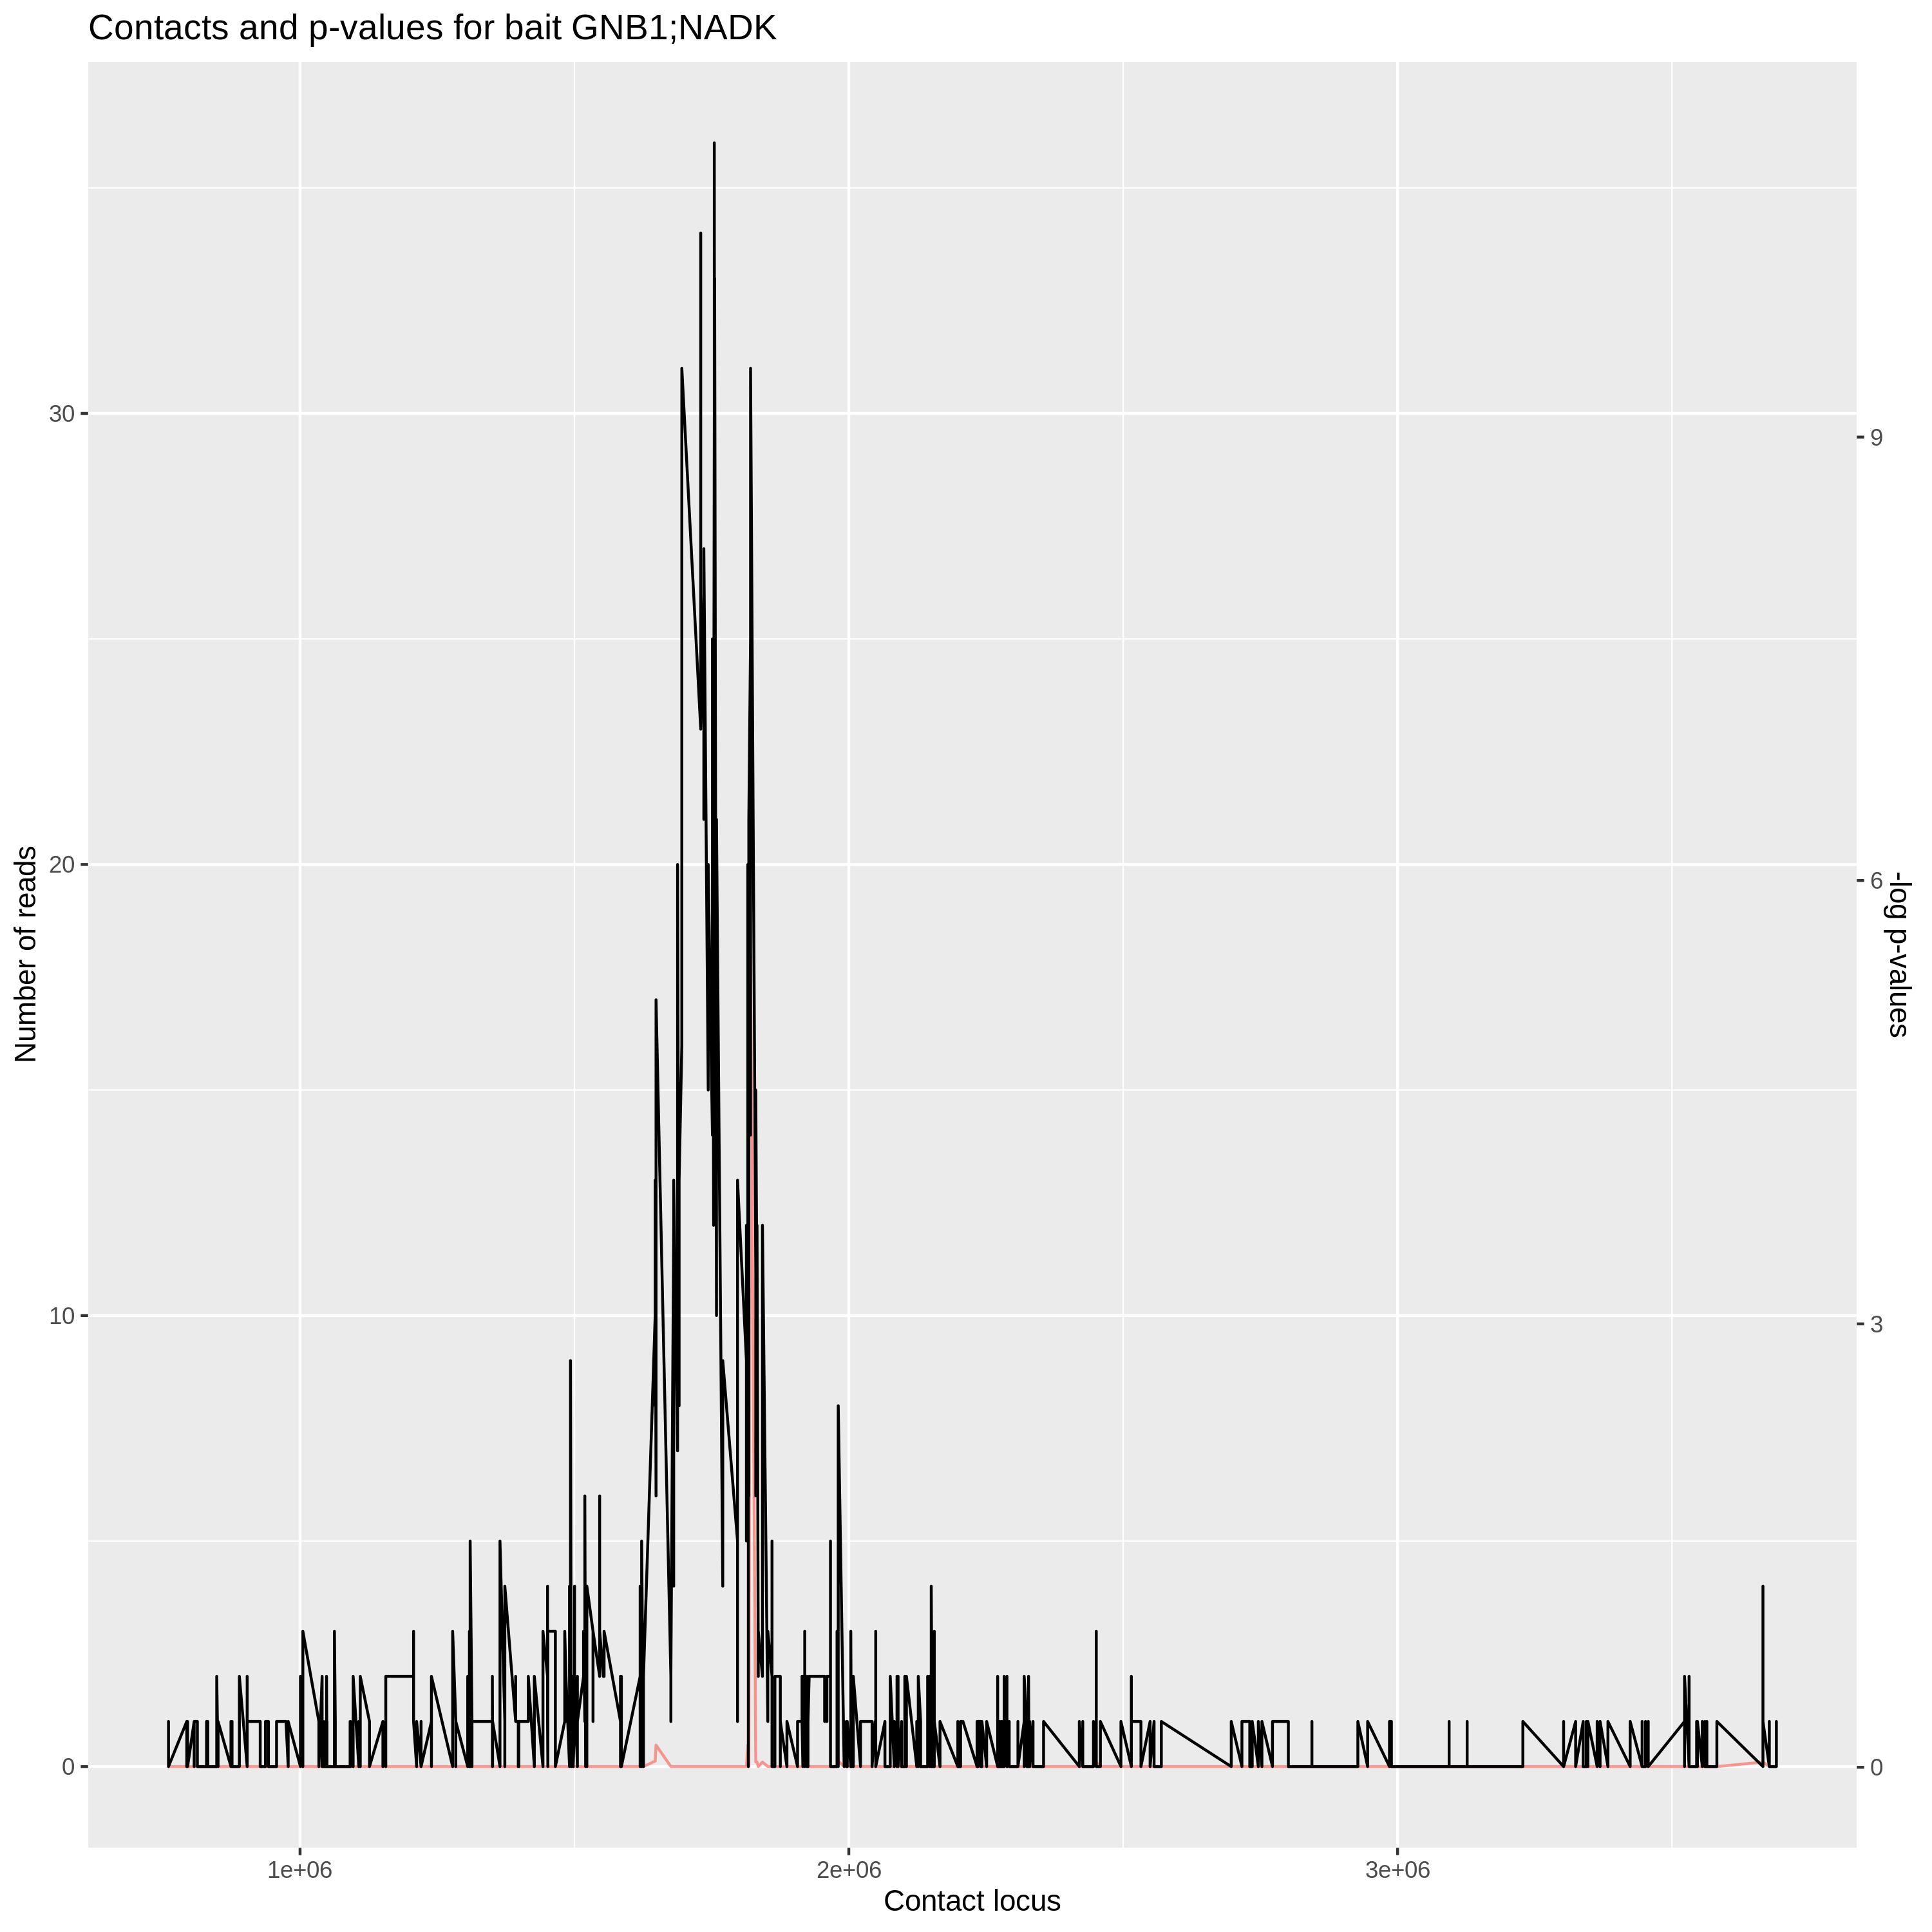 Contacts and p-values for bait GNB1;NADK
Number of reads
30
20
10
0
9
6
3
0
-log p-values
1e+06
2e+06
3e+06
Contact locus